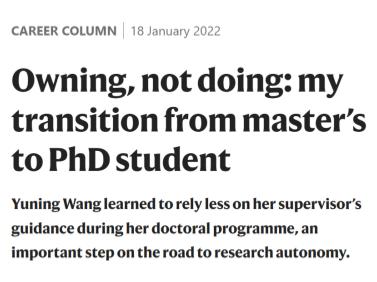 CAREER COLUMN | 18 January 2022
Owning, not doing: my
transition from master’s
to PhD student
Yuning Wang learned to rely less on her supervisor’s
guidance during her doctoral programme, an
important step on the road to research autonomy.